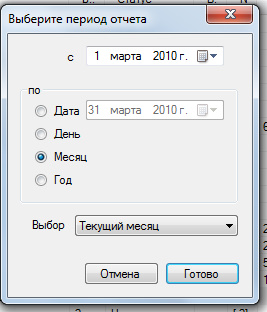 Выберите период отчета
с 1 марта 2010 г.
по
Дата 31 марта 2010 г.
День
Месяц
Год
Выбор Текущий месяц
Отмена Готово